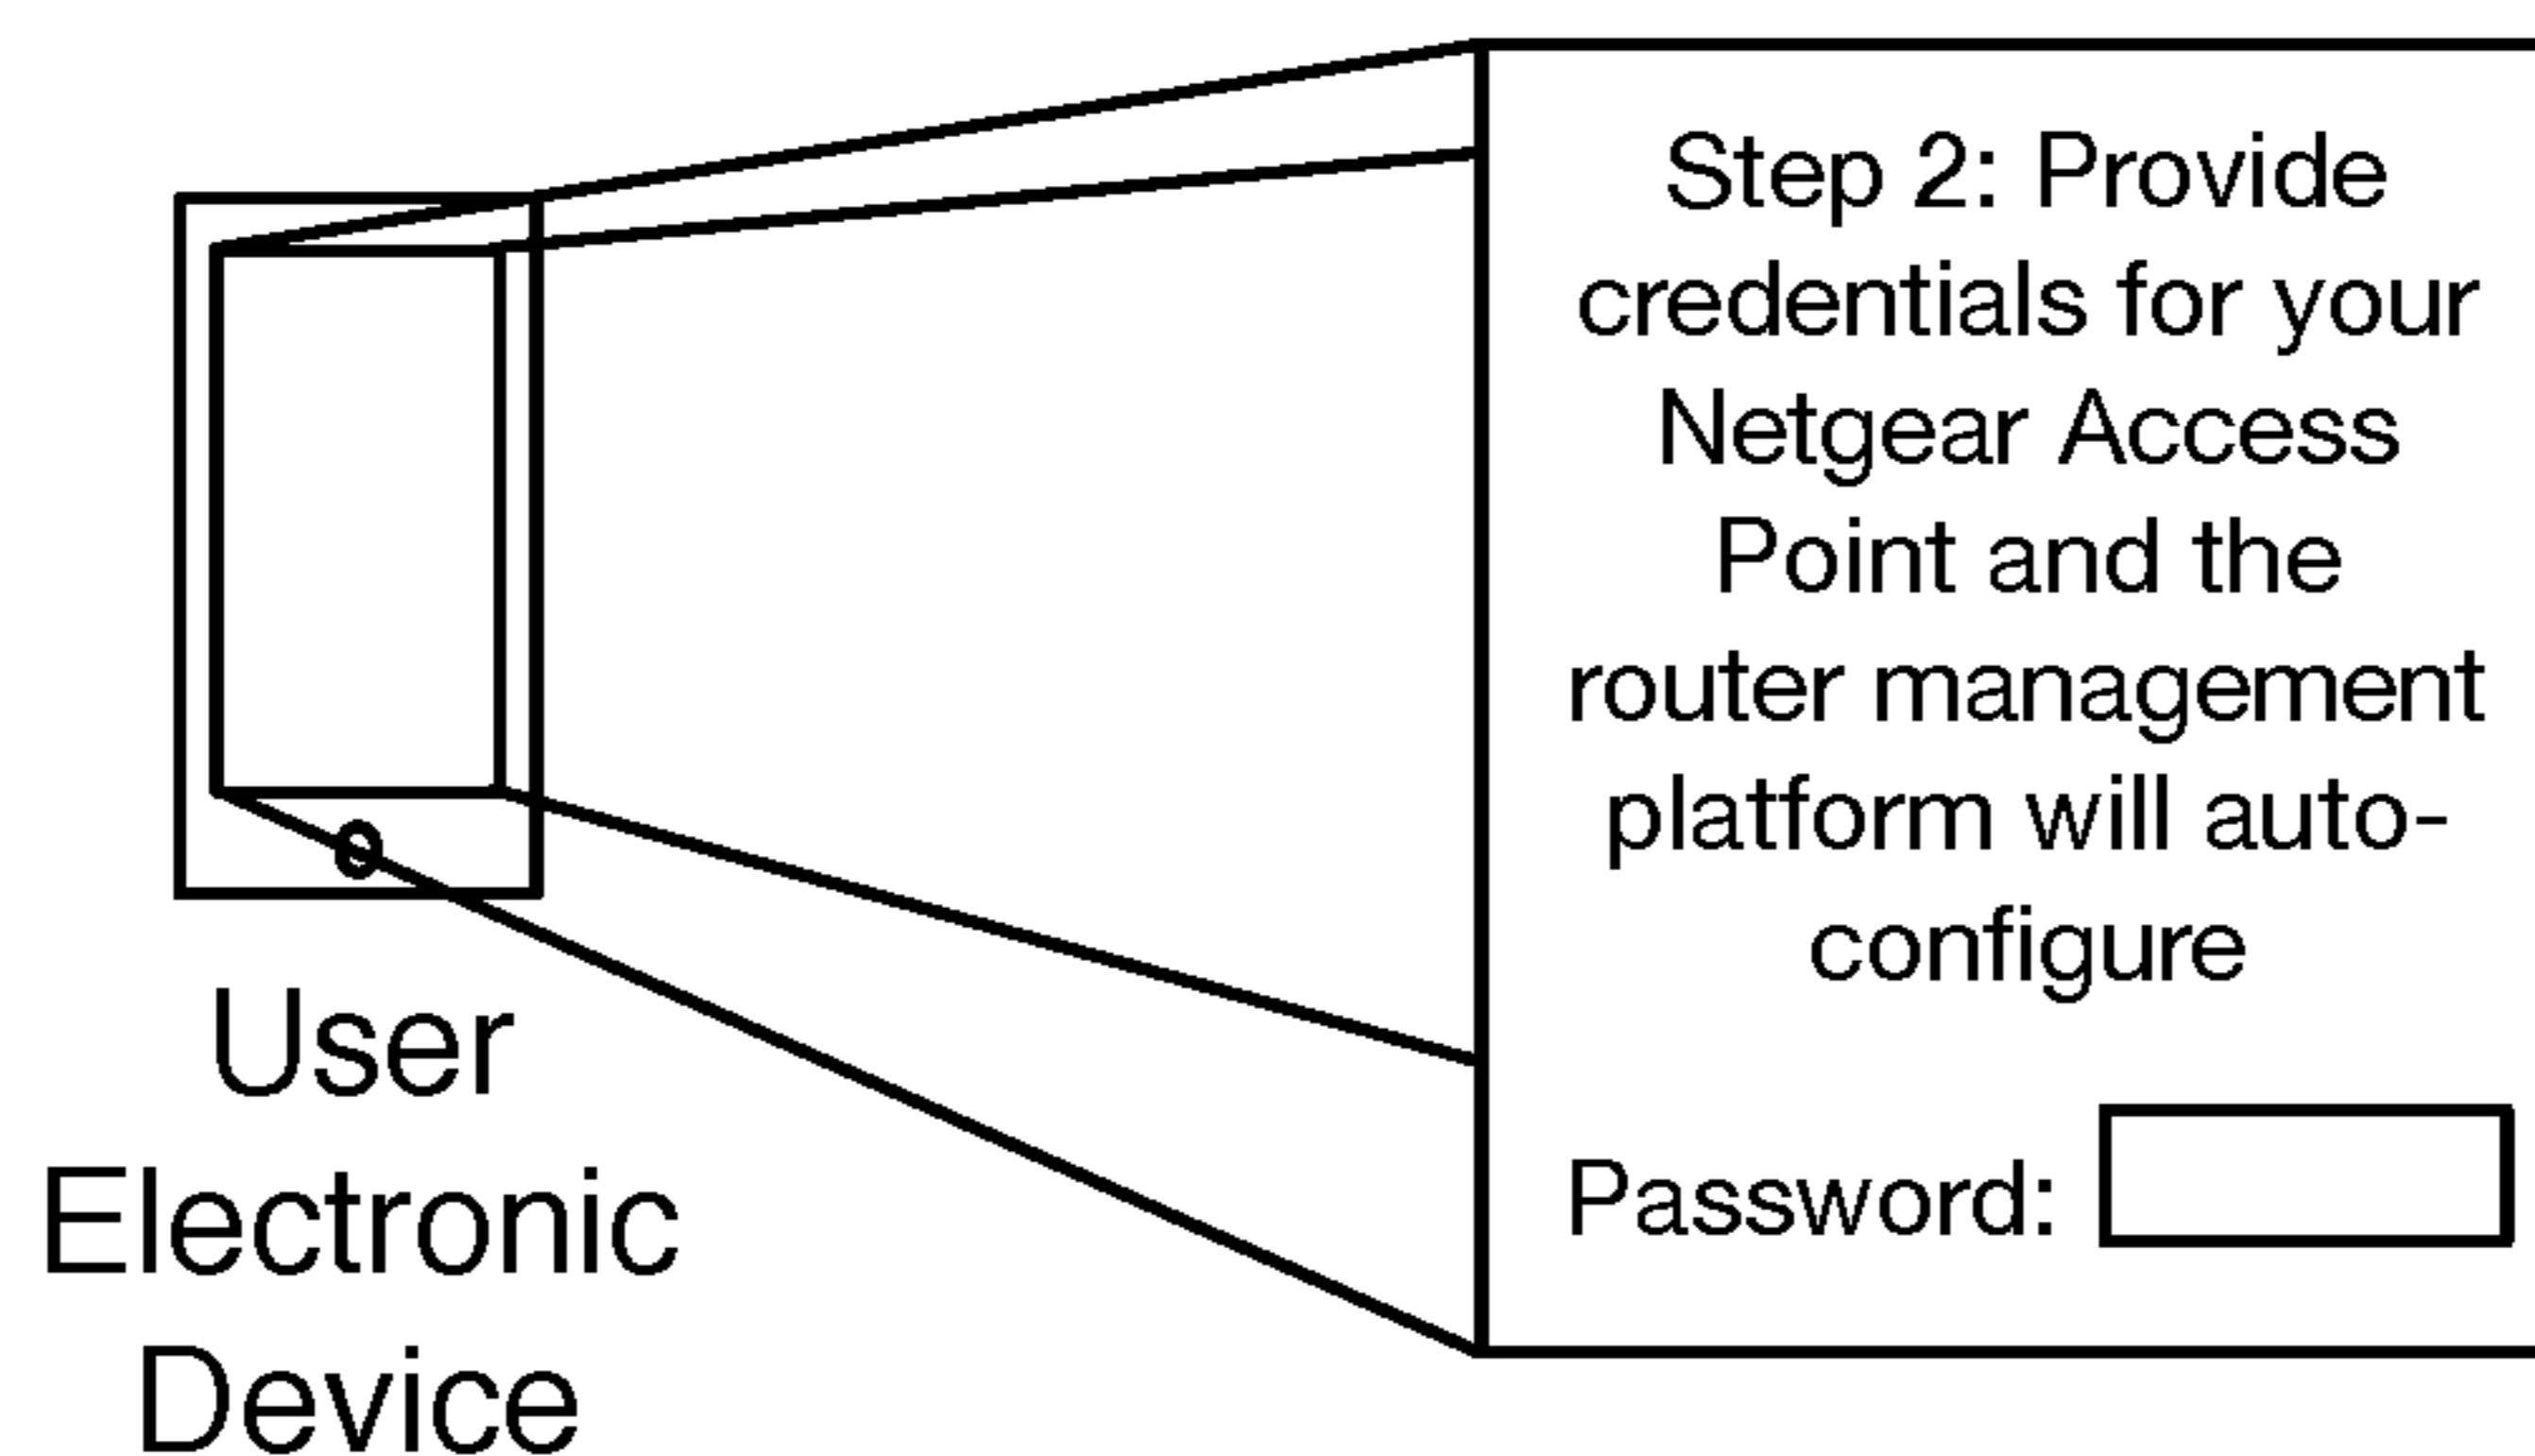 Step 2: Provide
credentials for your
Netgear Access
Point and the
router management
platform will auto-
configure
Password:
User
Electronic
Device